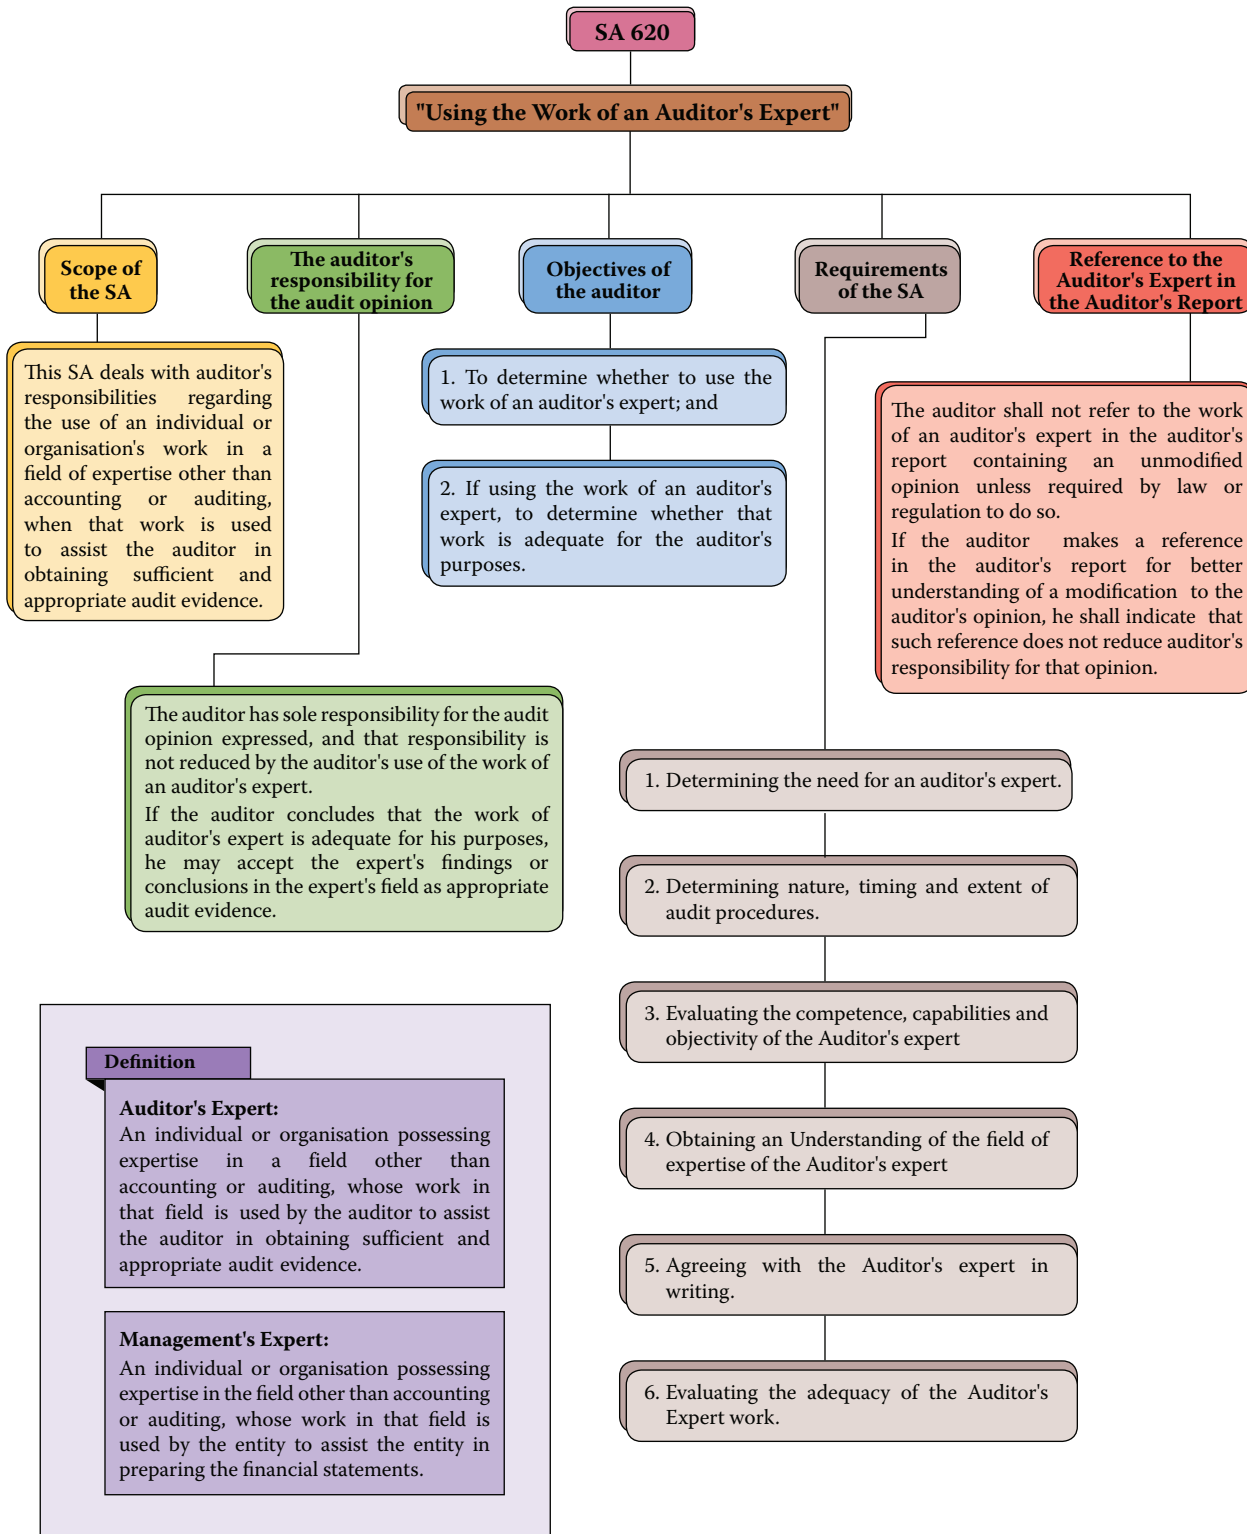 SA 620
"Using the Work of an Auditor's Expert"
Scope of
the SA
This SA deals with auditor's
responsibilities regarding
the use of an individual or
organisation's work in a
field of expertise other than
accounting or auditing,
when that work is used
to assist the auditor in
obtaining sufficient and
appropriate audit evidence.
The auditor's
responsibility for
the audit opinion
The auditor has sole responsibility for the audit
opinion expressed, and that responsibility is
not reduced by the auditor's use of the work of
an auditor's expert.
If the auditor concludes that the work of
auditor's expert is adequate for his purposes,
he may accept the expert's findings or
conclusions in the expert's field as appropriate
audit evidence.
Objectives of
the auditor
1. To determine whether to use the
work of an auditor's expert; and
2. If using the work of an auditor's
expert, to determine whether that
work is adequate for the auditor's
purposes.
Requirements
of the SA
1. Determining the need for an auditor's expert.
2. Determining nature, timing and extent of
audit procedures.
3. Evaluating the competence, capabilities and
objectivity of the Auditor's expert
4. Obtaining an Understanding of the field of
expertise of the Auditor's expert
5. Agreeing with the Auditor's expert in
writing.
6. Evaluating the adequacy of the Auditor's
Expert work.
Reference to the
Auditor's Expert in
the Auditor's Report
The auditor shall not refer to the work
of an auditor's expert in the auditor's
report containing an unmodified
opinion unless required by law or
regulation to do so.
If the auditor makes a reference
in the auditor's report for better
understanding of a modification to the
auditor's opinion, he shall indicate that
such reference does not reduce auditor's
responsibility for that opinion.
Definition
Auditor's Expert:
An individual or organisation possessing
expertise in a field other than
accounting or auditing, whose work in
that field is used by the auditor to assist
the auditor in obtaining sufficient and
appropriate audit evidence.
Management's Expert:
An individual or organisation possessing
expertise in the field other than accounting
or auditing, whose work in that field is
used by the entity to assist the entity in
preparing the financial statements.